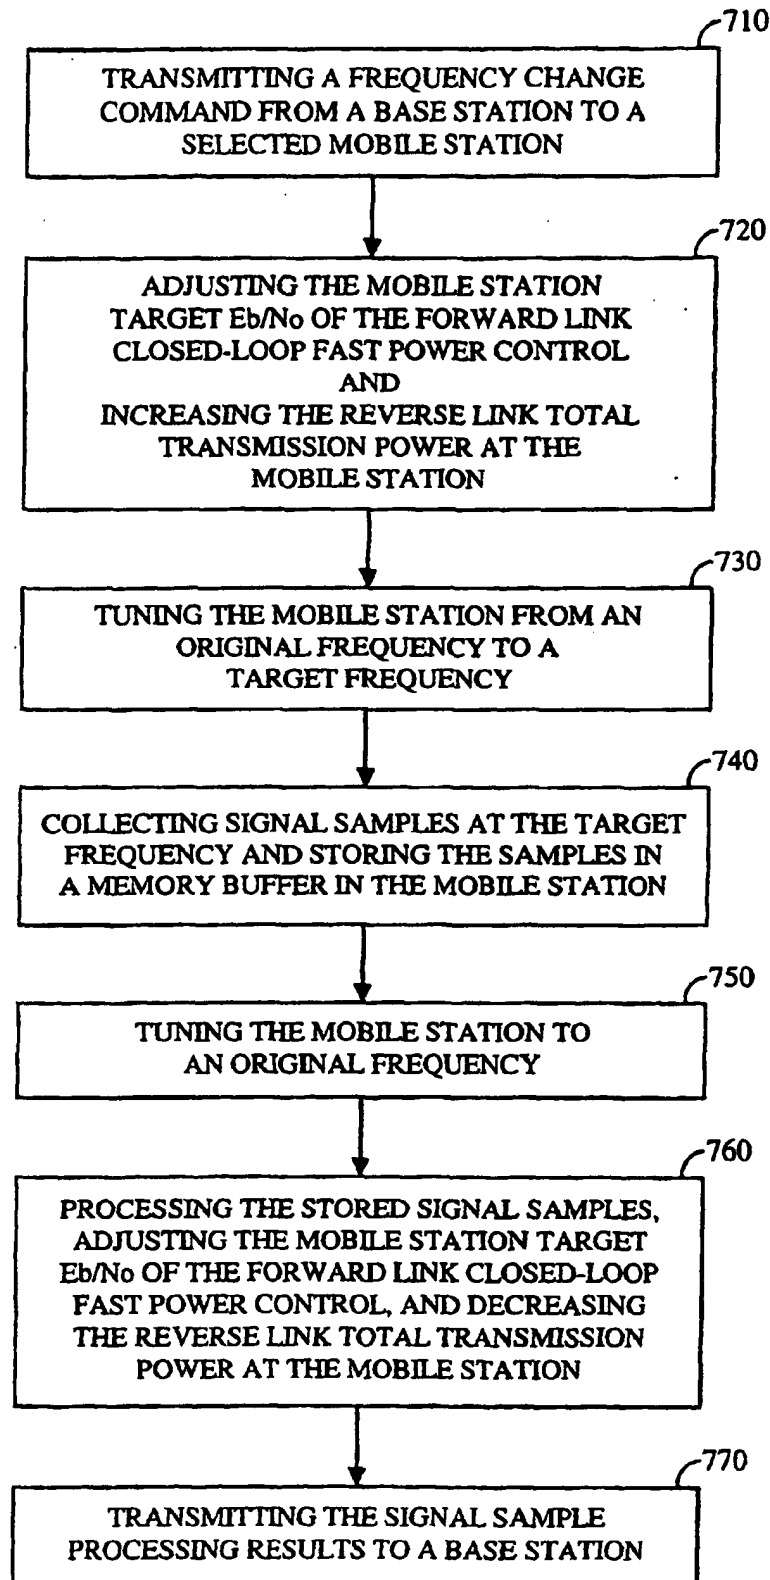 710
TRANSMITTING A FREQUENCY CHANGE
COMMAND FROM A BASE STATION TO A
SELECTED MOBILE STATION
720
ADJUSTING THE MOBILE STATION
TARGET Eb/No OF THE FORWARD LINK
CLOSED-LOOP FAST POWER CONTROL
AND
INCREASING THE REVERSE LINK TOTAL
TRANSMISSION POWER AT THE
MOBILE STATION
730
TUNING THE MOBILE STATION FROM AN
ORIGINAL FREQUENCY TO A
TARGET FREQUENCY
740
COLLECTING SIGNAL SAMPLES AT THE TARGET
FREQUENCY AND STORING THE SAMPLES IN
A MEMORY BUFFER IN THE MOBILE STATION
750
TUNING THE MOBILE STATION TO
AN ORIGINAL FREQUENCY
760
PROCESSING THE STORED SIGNAL SAMPLES,
ADJUSTING THE MOBILE STATION TARGET
Eb/No OF THE FORWARD LINK CLOSED-LOOP
FAST POWER CONTROL, AND DECREASING
THE REVERSE LINK TOTAL TRANSMISSION
POWER AT THE MOBILE STATION
770
TRANSMITTING THE SIGNAL SAMPLE
PROCESSING RESULTS TO A BASE STATION